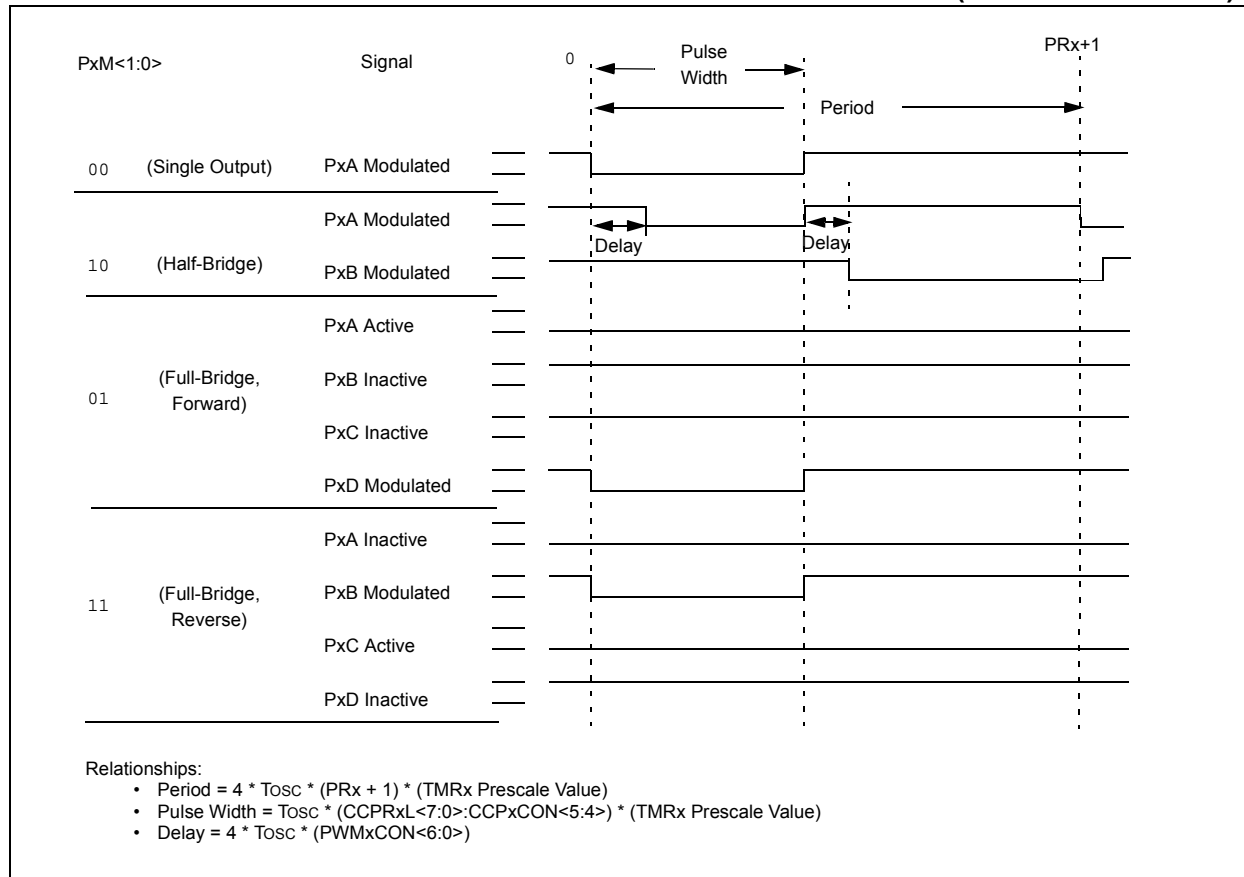 PxM<1:0>
Signal
0
Pulse
Width
PRx+1
Period
00
(Single Output)
PxA Modulated
PxA Modulated
Delay
Delay
10
(Half-Bridge)
PxB Modulated
PxA Active
(Full-Bridge,
Forward)
PxB Inactive
01
PxC Inactive
PxD Modulated
PxA Inactive
11
(Full-Bridge,
Reverse)
PxB Modulated
PxC Active
PxD Inactive
Relationships:
• Period = 4 * TOSC * (PRx + 1) * (TMRx Prescale Value)
• Pulse Width = TOSC * (CCPRxL<7:0>:CCPxCON<5:4>) * (TMRx Prescale Value)
• Delay = 4 * TOSC * (PWMxCON<6:0>)